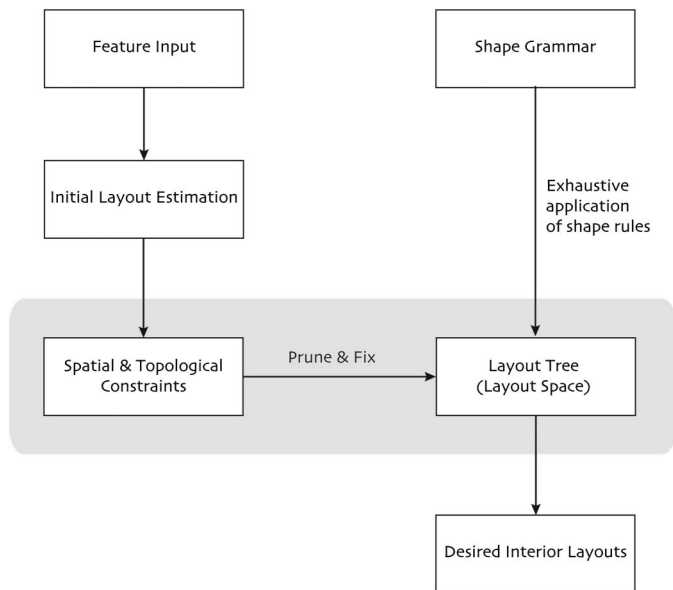 Feature Input
Shape Grammar
Initial Layout Estimation
Exhaustive
application
of shape rules
Spatial & Topological
Constraints
Prune & Fix
Layout Tree
(Layout Space)
Desired Interior Layouts